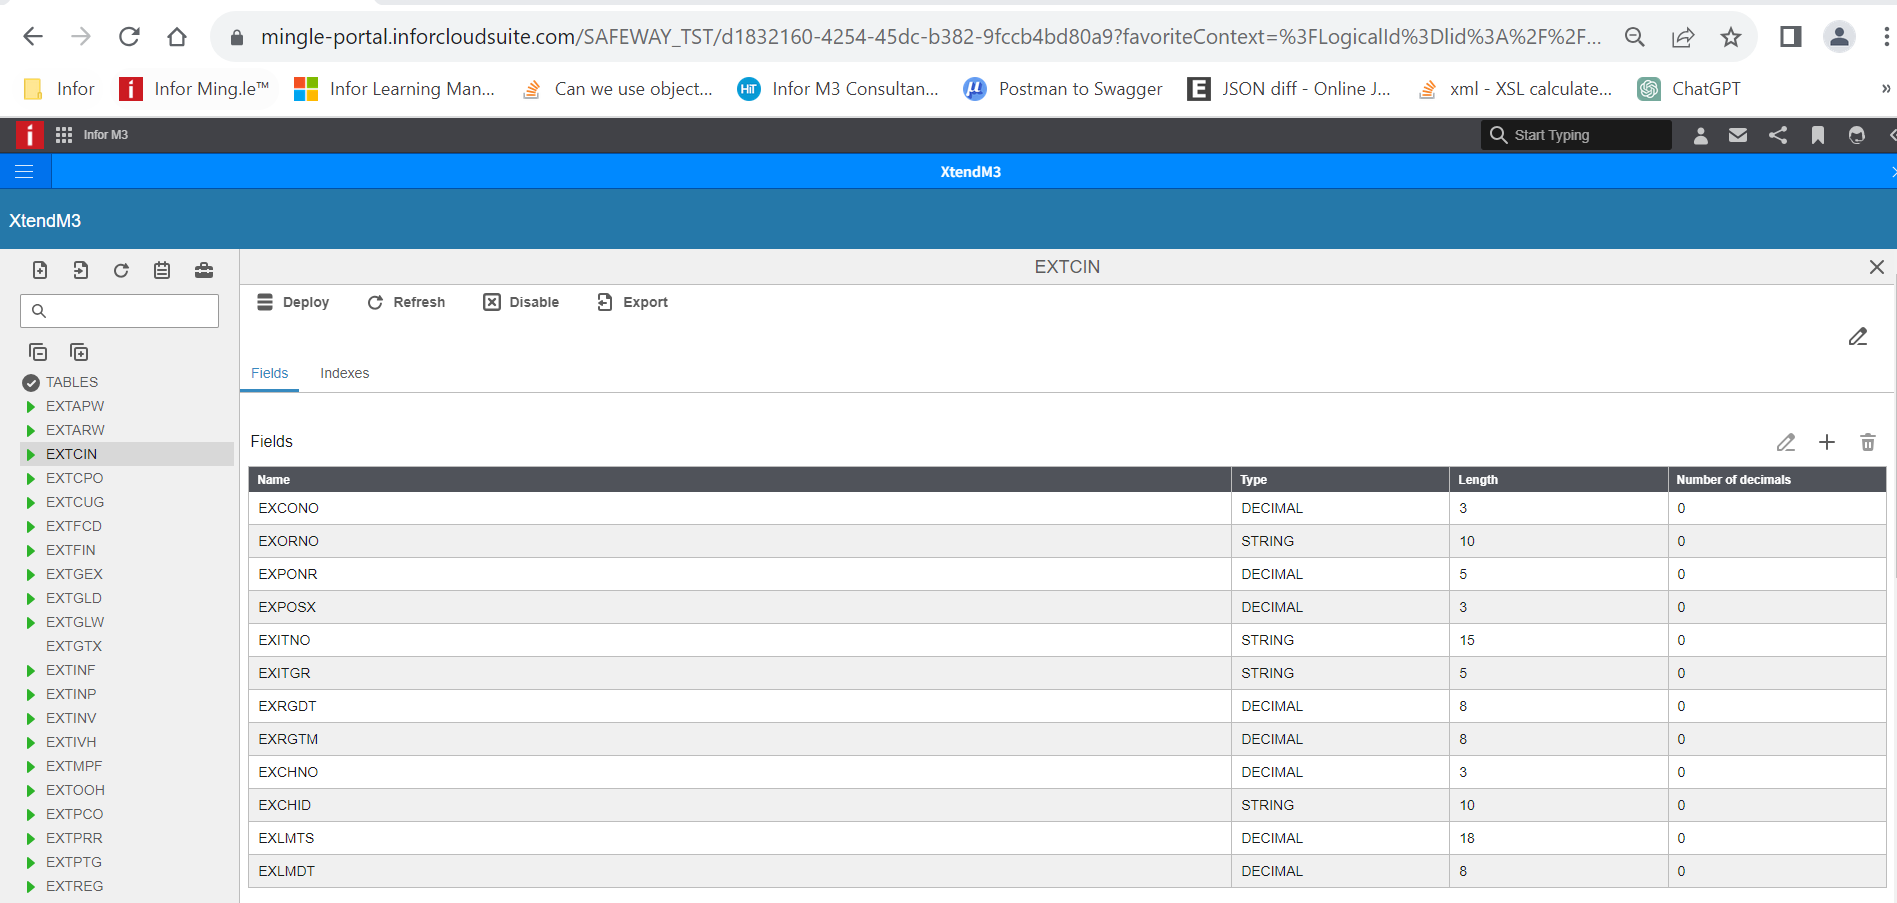 mingle-portal.inforcloudsuite.com/SAFEWAY_TST/d1832160-4254-45dc-b382-9fccb4bd80a9?favoriteContext=%3FLogicalId%3Dlid%3A%2F%2F...
Infor Infor Ming.le™ Infor Learning Man... Can we use object... HiT Infor M3 Consultan... µ Postman to Swagger E JSON diff - Online J... xml - XSL calculate... ChatGPT »
Infor M3 Start Typing
XtendM3
XtendM3
EXTCIN
Deploy Refresh Disable Export
Fields Indexes
TABLES
EXTAPW
EXTARW
EXTCIN
EXTCPO
EXTCUG
EXTFCD
EXTFIN
EXTGEX
EXTGLD
EXTGLW
EXTGTX
EXTINF
EXTINP
EXTINV
EXTIVH
EXTMPF
EXTOOH
EXTPCO
EXTPRR
EXTPTG
EXTREG
Fields
Name Type Length Number of decimals
EXCONO DECIMAL 3 0
EXORNO STRING 10 0
EXPONR DECIMAL 5 0
EXPOSX DECIMAL 3 0
EXITNO STRING 15 0
EXITGR STRING 5 0
EXRGDT DECIMAL 8 0
EXRGTM DECIMAL 8 0
EXCHNO DECIMAL 3 0
EXCHID STRING 10 0
EXLMTS DECIMAL 18 0
EXLMDT DECIMAL 8 0